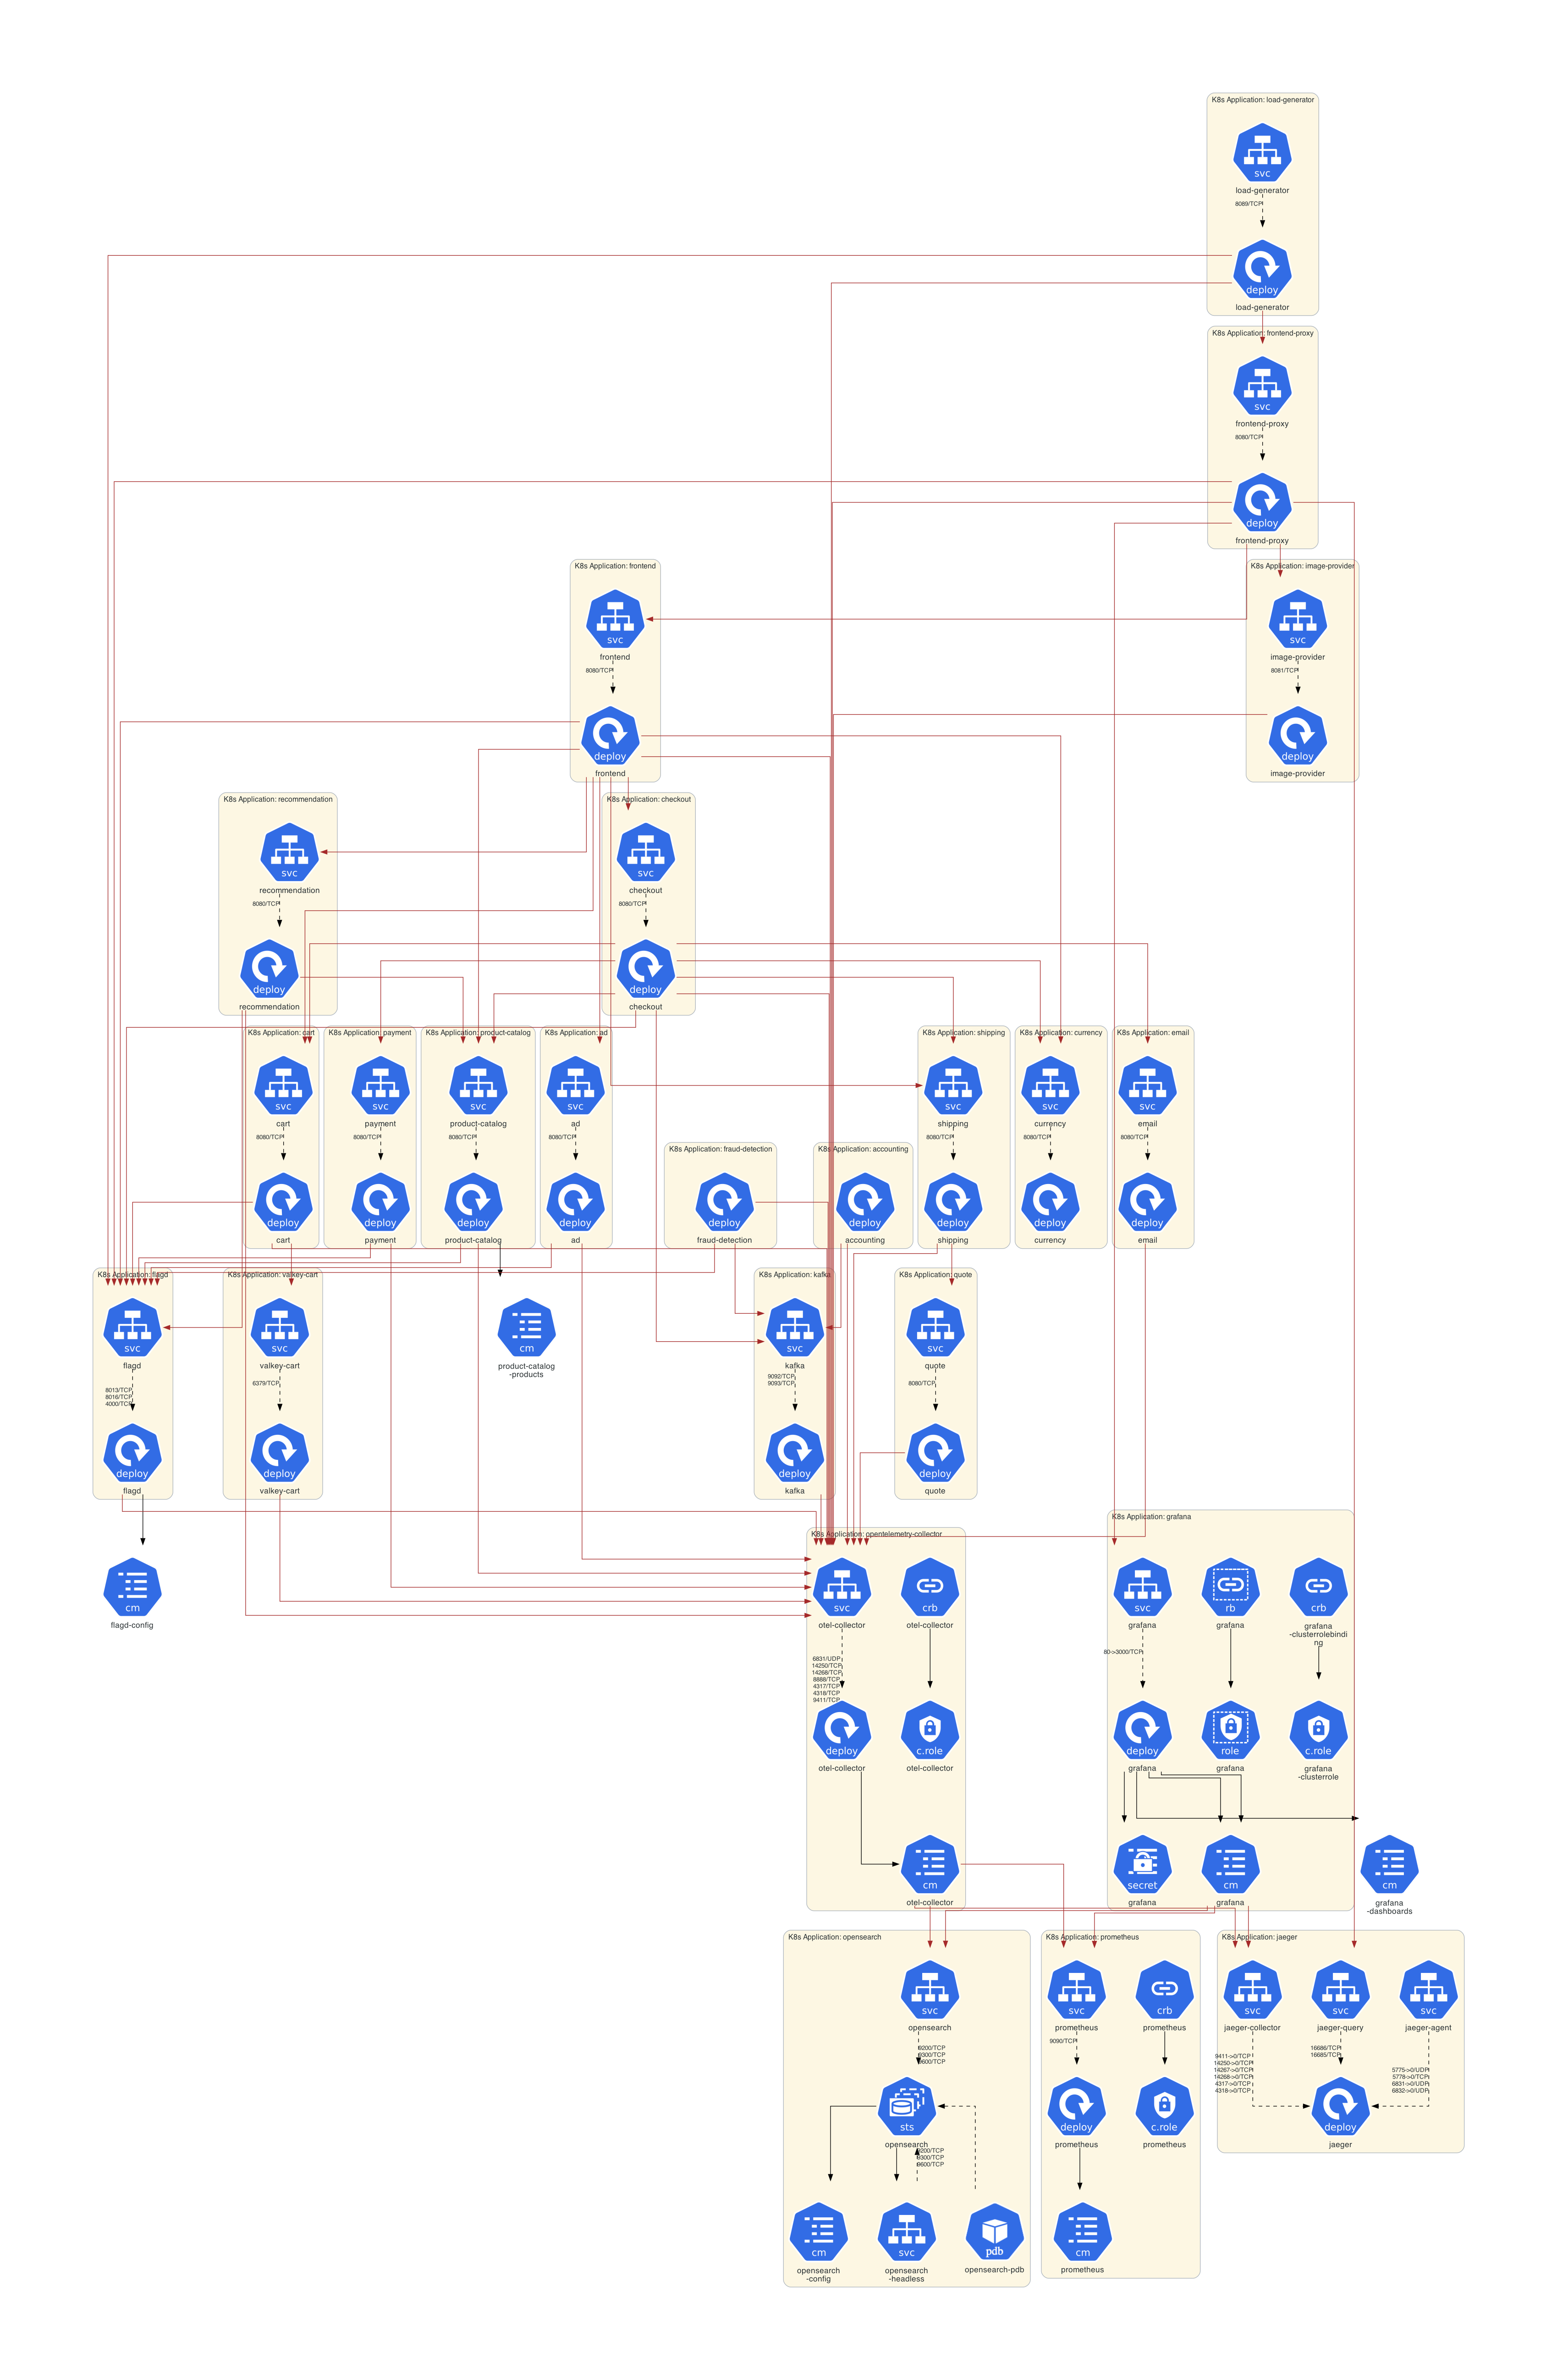 K8s Application: load-generator
svc
load-generator
8089/TCP
deploy
load-generator
K8s Application: frontend-proxy
svc
frontend-proxy
8080/TCP
deploy
frontend-proxy
K8s Application: frontend
svc
frontend
8080/TCP
deploy
frontend
K8s Application: image-provider
svc
image-provider
8081/TCP
deploy
image-provider
K8s Application: recommendation
svc
recommendation
8080/TCP
deploy
recommendation
K8s Application: checkout
svc
checkout
8080/TCP
deploy
checkout
K8s Application: cart
svc
cart
8080/TCP
deploy
cart
K8s Application: payment
svc
payment
8080/TCP
deploy
payment
K8s Application: product-catalog
svc
product-catalog
8080/TCP
deploy
product-catalog
K8s Application: ad
svc
ad
8080/TCP
deploy
ad
K8s Application: fraud-detection
deploy
fraud-detection
K8s Application: accounting
deploy
accounting
K8s Application: shipping
svc
shipping
8080/TCP
deploy
shipping
K8s Application: currency
svc
currency
8080/TCP
deploy
currency
K8s Application: email
svc
email
8080/TCP
deploy
email
K8s Application: flagd
svc
flagd
8013/TCP
8016/TCP
4000/TCP
deploy
flagd
cm
flagd-config
K8s Application: valkey-cart
svc
valkey-cart
6379/TCP
deploy
valkey-cart
cm
product-catalog
-products
K8s Application: kafka
svc
kafka
9092/TCP
9093/TCP
deploy
kafka
K8s Application: quote
svc
quote
8080/TCP
deploy
quote
K8s Application: opentelemetry-collector
svc
otel-collector
crb
otel-collector
6831/UDP
14250/TCP
14268/TCP
8888/TCP
4317/TCP
4318/TCP
9411/TCP
deploy
otel-collector
c.role
otel-collector
cm
otel-collector
K8s Application: grafana
svc
grafana
rb
grafana
crb
grafana
-clusterrolebindi
ng
80->3000/TCP
deploy
grafana
role
grafana
c.role
grafana
-clusterrole
secret
grafana
cm
grafana
cm
grafana
-dashboards
K8s Application: opensearch
svc
opensearch
9200/TCP
9300/TCP
9600/TCP
sts
opensearch
9200/TCP
9300/TCP
9600/TCP
cm
opensearch
-config
svc
opensearch
-headless
pdb
opensearch-pdb
K8s Application: prometheus
svc
prometheus
crb
prometheus
9090/TCP
deploy
prometheus
c.role
prometheus
cm
prometheus
K8s Application: jaeger
svc
jaeger-collector
svc
jaeger-query
svc
jaeger-agent
9411->0/TCP
14250->0/TCP
14267->0/TCP
14268->0/TCP
4317->0/TCP
4318->0/TCP
16686/TCP
16685/TCP
5775->0/UDP
5778->0/TCP
6831->0/UDP
6832->0/UDP
deploy
jaeger